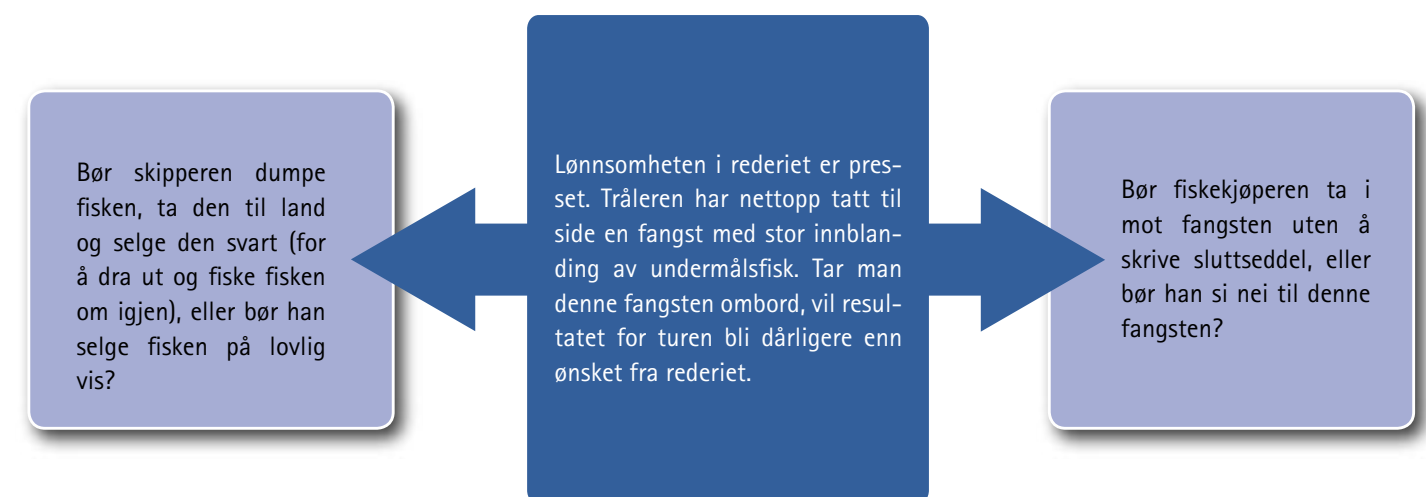 Bør skipperen dumpe
fisken, ta den til land
og selge den svart (for
å dra ut og fiske fisken
om igjen), eller bør han
selge fisken på lovlig
vis?
Lønnsomheten i rederiet er pres-
set. Tråleren har nettopp tatt til
side en fangst med stor innblan-
ding av undermålsfisk. Tar man
denne fangsten ombord, vil resul-
tatet for turen bli dårligere enn
ønsket fra rederiet.
Bør fiskekjøperen ta i
mot fangsten uten å
skrive sluttseddel, eller
bør han si nei til denne
fangsten?